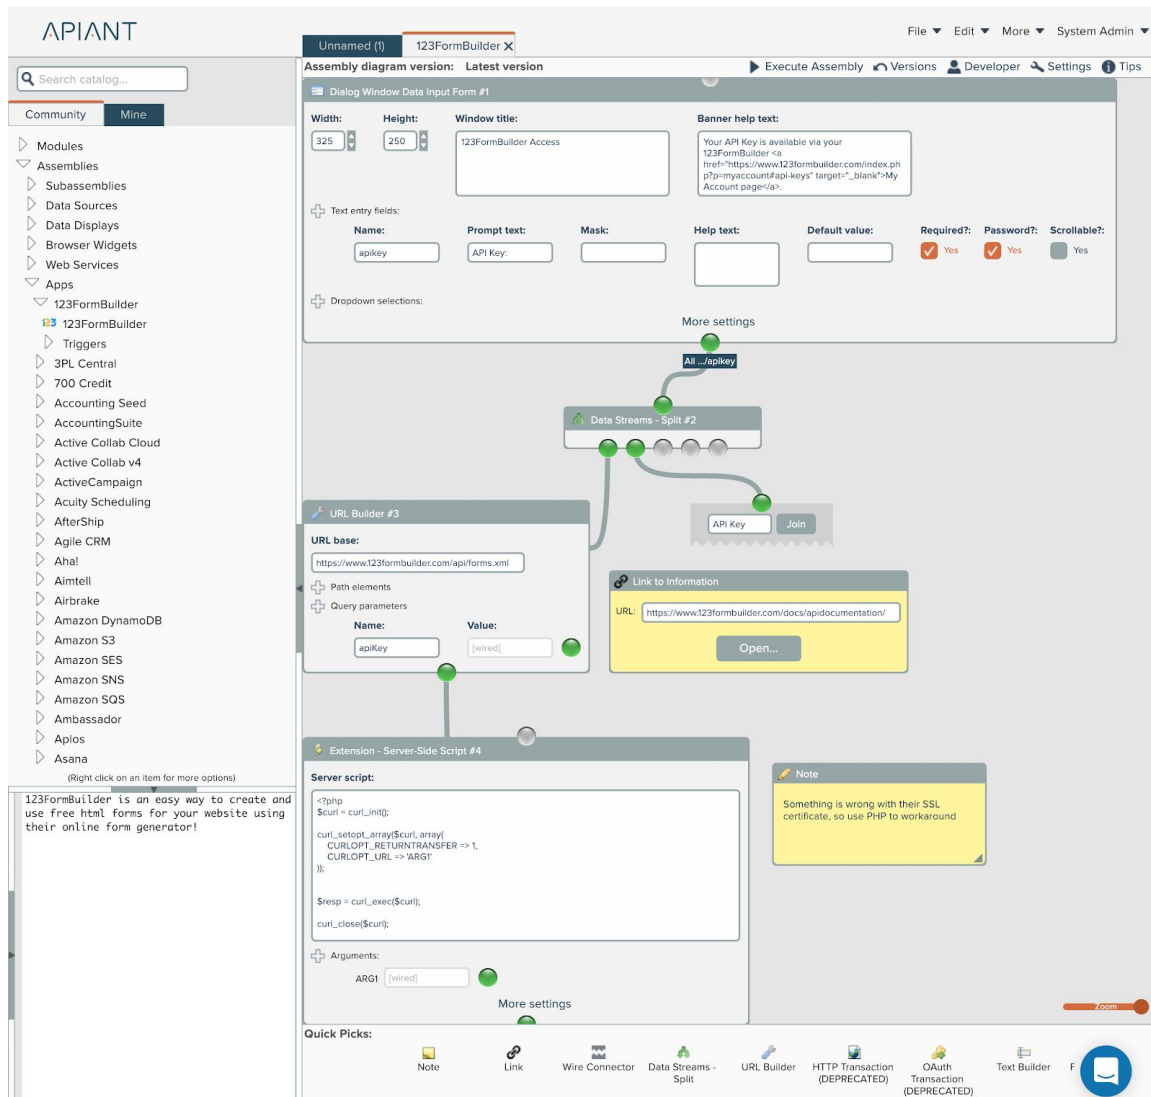 APIANT
File Edit More System Admin
Unnamed (1) 123FormBuilder X
Search catalog...
Assembly diagram version: Latest version
Execute Assembly Versions Developer Settings Tips
Community Mine
Modules
Assemblies
Subassemblies
Data Sources
Data Displays
Browser Widgets
Web Services
Apps
123FormBuilder
123 123FormBuilder
Triggers
3PL Central
700 Credit
Accounting Seed
AccountingSuite
Active Collab Cloud
Active Collab v4
ActiveCampaign
Acuity Scheduling
AfterShip
Agile CRM
Aha!
Aimtell
Airbrake
Amazon DynamoDB
Amazon S3
Amazon SES
Amazon SNS
Amazon SQS
Ambassador
Aplos
Asana
(Right click on an item for more options)
123FormBuilder is an easy way to create and
use free html forms for your website using
their online form generator!
Dialog Window Data Input Form #1
Width: Height: Window title: Banner help text:
325 250 123FormBuilder Access
Your API Key is available via your
123FormBuilder <a
href="https://www.123formbuilder.com/index.ph
p?p=myaccount#api-keys" target="_blank">My
Account page</a>.
Text entry fields:
Name: Prompt text: Mask: Help text: Default value: Required?: Password?: Scrollable?:
apikey API Key: Yes Yes Yes
Dropdown selections:
More settings
All .../apikey
Data Streams - Split #2
API Key Join
URL Builder #3
URL base:
https://www.123formbuilder.com/api/forms.xml
Path elements
Query parameters
Name: Value:
apiKey [wired]
Link to Information
URL: https://www.123formbuilder.com/docs/apidocumentation/
Open...
Extension - Server-Side Script #4
Server script:
<?php
$curl = curl_init();
curl_setopt_array($curl, array(
CURLOPT_RETURNTRANSFER => 1,
CURLOPT_URL => 'ARG1'
));
$resp = curl_exec($curl);
curl_close($curl);
Arguments:
ARG1 [wired]
More settings
Note
Something is wrong with their SSL
certificate, so use PHP to workaround
Zoom
Quick Picks:
Note
Link
Wire Connector
Data Streams -
Split
URL Builder
HTTP Transaction
(DEPRECATED)
OAuth
Transaction
(DEPRECATED)
Text Builder